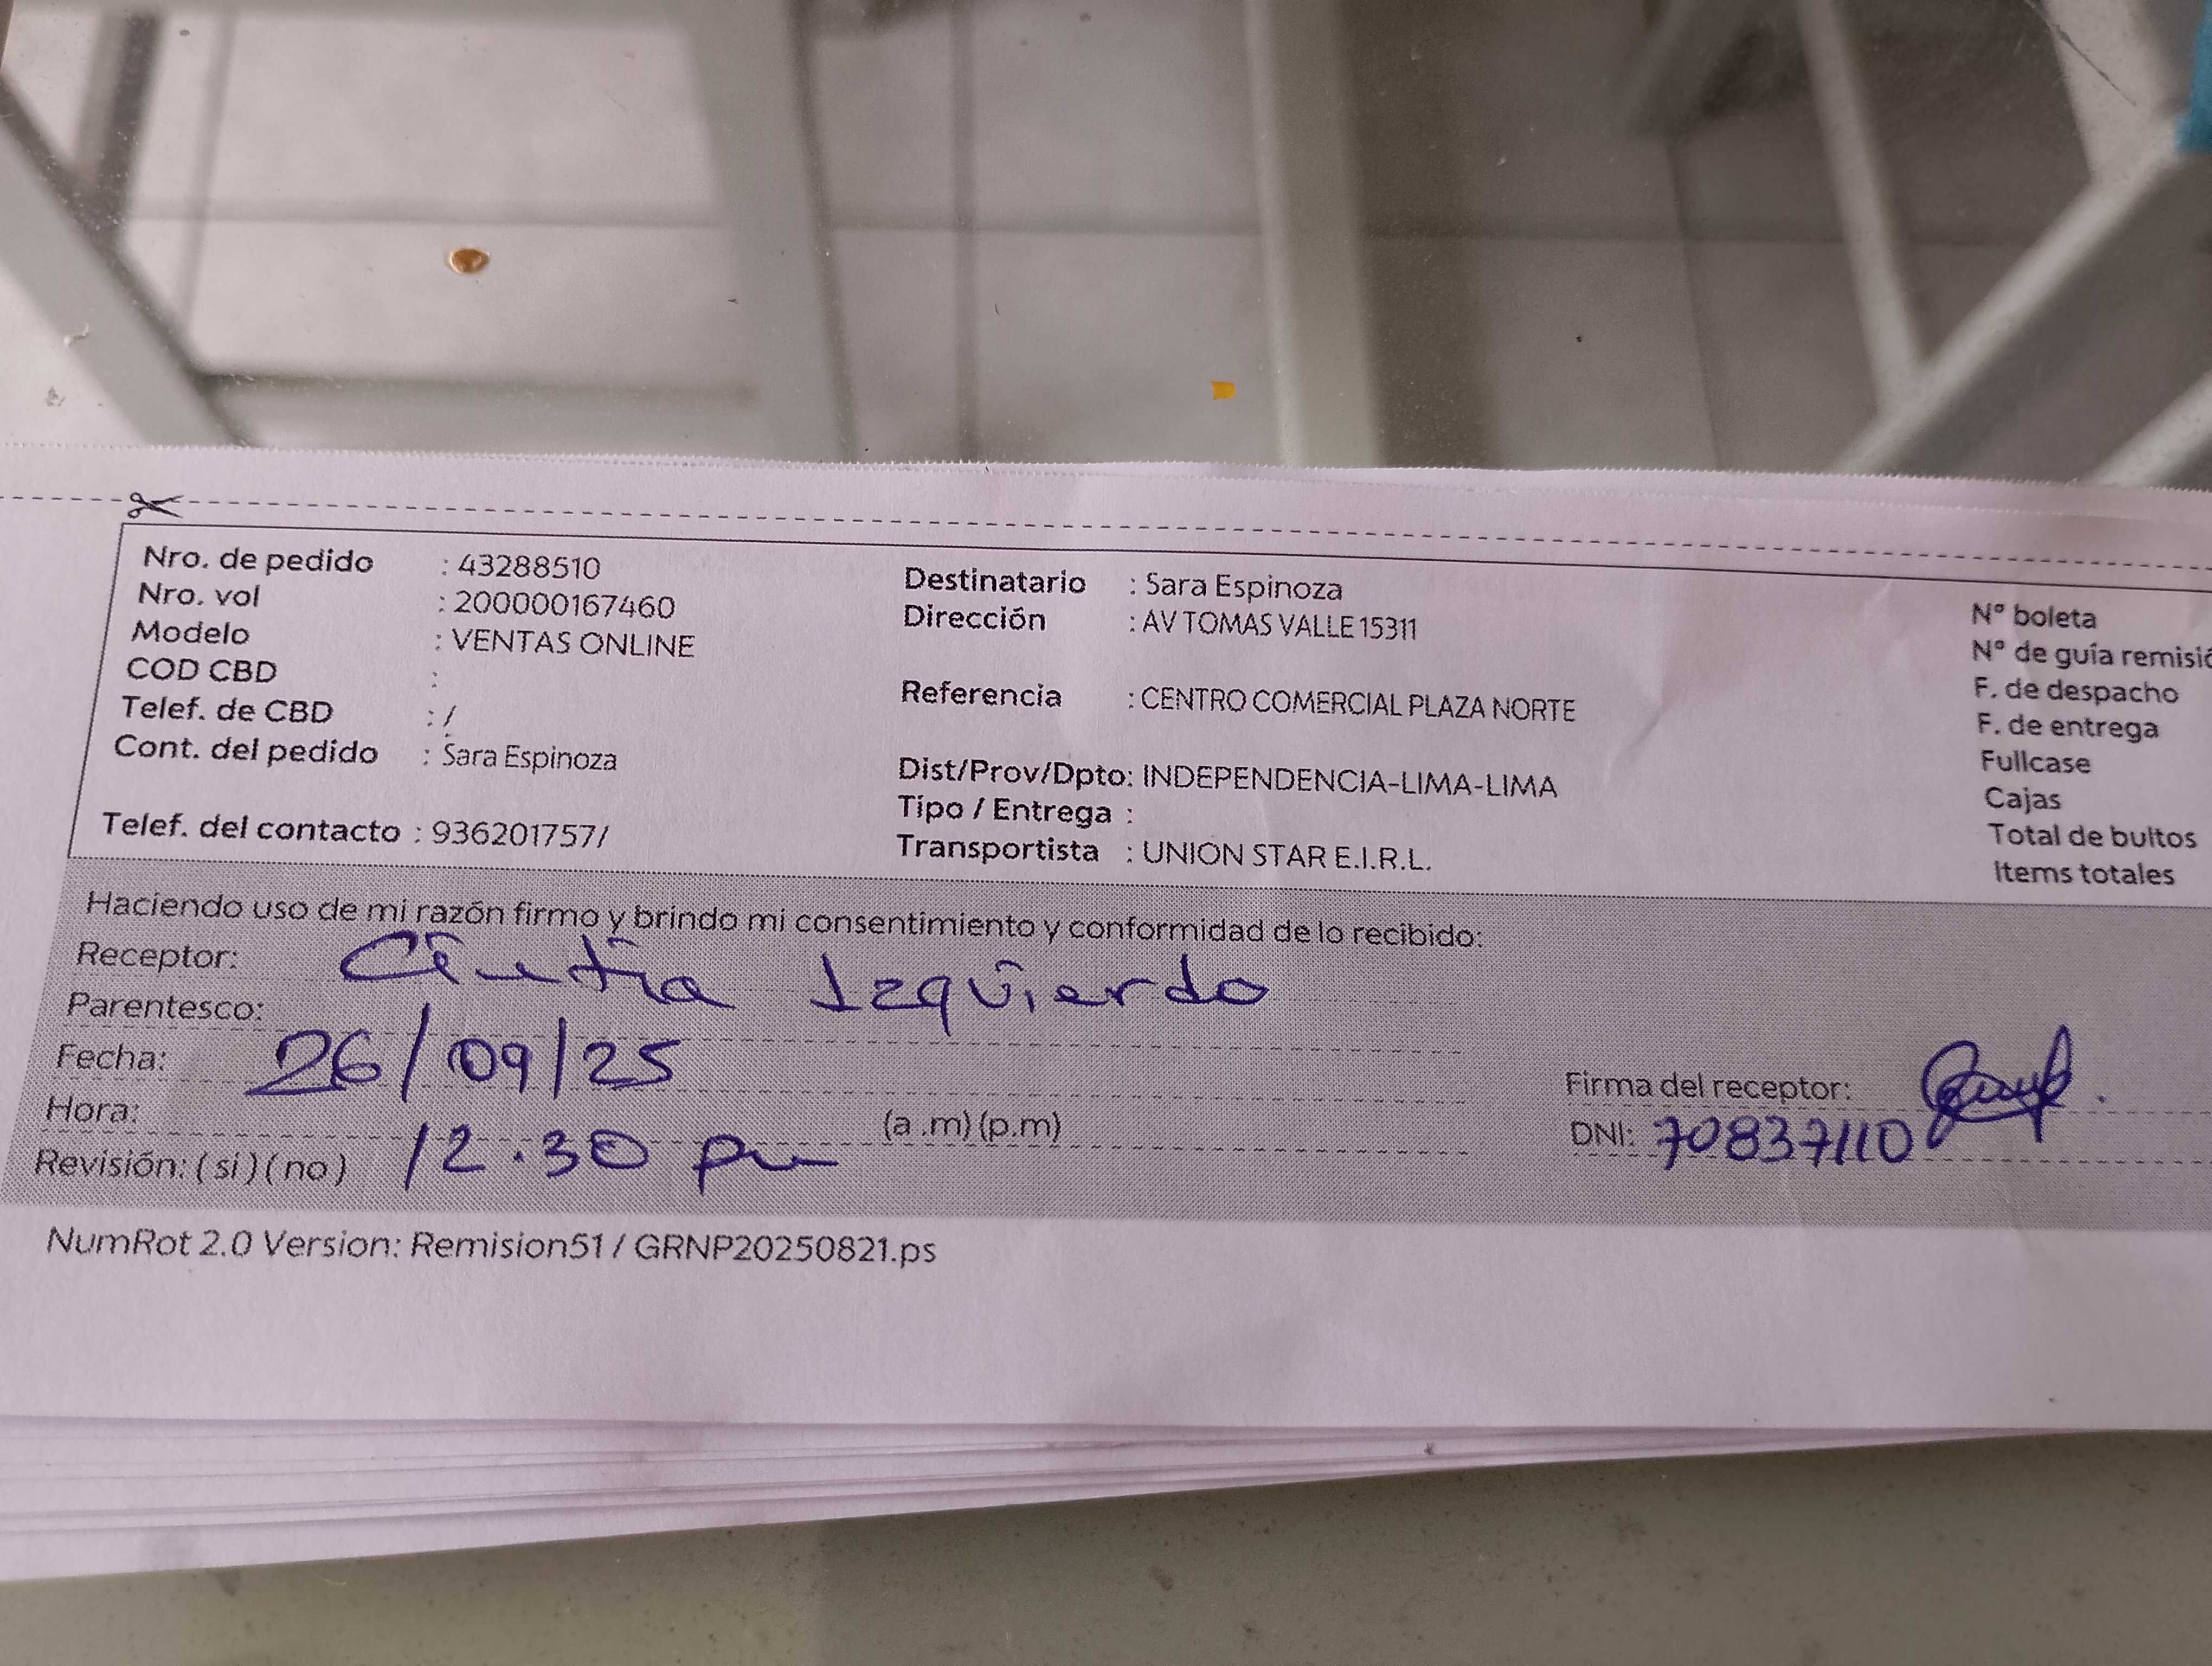 Nro. de pedido : 43288510
Nro. vol : 200000167460
Modelo : VENTAS ONLINE
COD CBD :
Telef. de CBD : /
Cont. del pedido : Sara Espinoza
Telef. del contacto : 936201757/
Destinatario : Sara Espinoza
Dirección : AV TOMAS VALLE 15311
Referencia : CENTRO COMERCIAL PLAZA NORTE
Dist/Prov/Dpto: INDEPENDENCIA-LIMA-LIMA
Tipo / Entrega :
Transportista : UNION STAR E.I.R.L.
N° boleta
N° de guía remisió
F. de despacho
F. de entrega
Fullcase
Cajas
Total de bultos
Items totales
Haciendo uso de mi razón firmo y brindo mi consentimiento y conformidad de lo recibido:
Receptor: Cintia Izquierdo
Parentesco:
Fecha: 26/09/25
Hora: (a .m) (p.m)
Revisión: ( si ) ( no ) 12.30 pm
Firma del receptor:
DNI: 70837110
NumRot 2.0 Version: Remision51 / GRNP20250821.ps